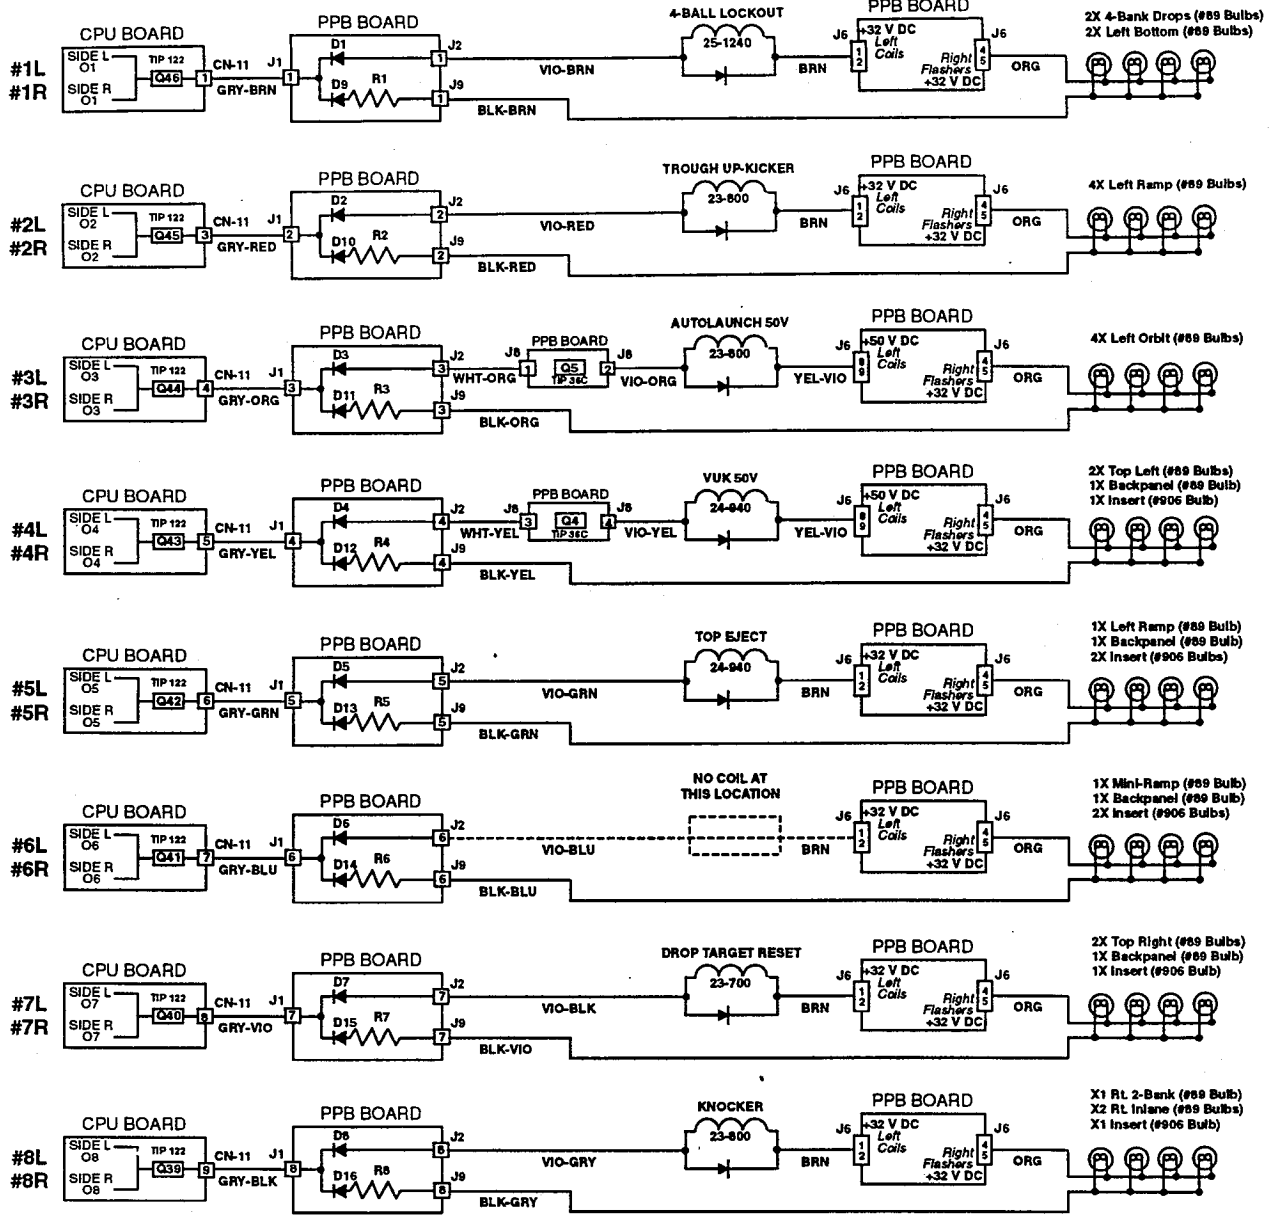 #1L
#1R
CPU BOARD
SIDE L
O1
SIDE R
O1
TIP 122
Q46
1
CN-11
GRY-BRN
J1
1
PPB BOARD
D1
D9
R1
J2
1
J9
1
VIO-BRN
BLK-BRN
4-BALL LOCKOUT
25-1240
BRN
PPB BOARD
J6
+32 V DC
Left
Coils
1
2
Right
Flashers
+32 V DC
4
5
J6
ORG
2X 4-Bank Drops (#89 Bulbs)
2X Left Bottom (#89 Bulbs)
#2L
#2R
CPU BOARD
SIDE L
O2
SIDE R
O2
TIP 122
Q45
3
CN-11
GRY-RED
J1
2
PPB BOARD
D2
D10
R2
J2
2
J9
2
VIO-RED
BLK-RED
TROUGH UP-KICKER
23-800
BRN
PPB BOARD
J6
+32 V DC
Left
Coils
1
2
Right
Flashers
+32 V DC
4
5
J6
ORG
4X Left Ramp (#89 Bulbs)
#3L
#3R
CPU BOARD
SIDE L
O3
SIDE R
O3
TIP 122
Q44
4
CN-11
GRY-ORG
J1
3
PPB BOARD
D3
D11
R3
J2
3
J9
3
WHT-ORG
BLK-ORG
J8
1
PPB BOARD
Q5
TIP 36C
2
J8
VIO-ORG
AUTOLAUNCH 50V
23-800
YEL-VIO
PPB BOARD
J6
+50 V DC
Left
Coils
8
9
Right
Flashers
+32 V DC
4
5
J6
ORG
4X Left Orbit (#89 Bulbs)
#4L
#4R
CPU BOARD
SIDE L
O4
SIDE R
O4
TIP 122
Q43
5
CN-11
GRY-YEL
J1
4
PPB BOARD
D4
D12
R4
J2
4
J9
4
WHT-YEL
BLK-YEL
J8
3
PPB BOARD
Q4
TIP 36C
4
J8
VIO-YEL
VUK 50V
24-940
YEL-VIO
PPB BOARD
J6
+50 V DC
Left
Coils
8
9
Right
Flashers
+32 V DC
4
5
J6
ORG
2X Top Left (#89 Bulbs)
1X Backpanel (#89 Bulb)
1X Insert (#906 Bulb)
#5L
#5R
CPU BOARD
SIDE L
O5
SIDE R
O5
TIP 122
Q42
6
CN-11
GRY-GRN
J1
5
PPB BOARD
D5
D13
R5
J2
5
J9
5
VIO-GRN
BLK-GRN
TOP EJECT
24-940
BRN
PPB BOARD
J6
+32 V DC
Left
Coils
1
2
Right
Flashers
+32 V DC
4
5
J6
ORG
1X Left Ramp (#89 Bulb)
1X Backpanel (#89 Bulb)
2X Insert (#906 Bulbs)
#6L
#6R
CPU BOARD
SIDE L
O6
SIDE R
O6
TIP 122
Q41
7
CN-11
GRY-BLU
J1
6
PPB BOARD
D6
D14
R6
J2
6
J9
6
VIO-BLU
BLK-BLU
NO COIL AT
THIS LOCATION
BRN
PPB BOARD
J6
+32 V DC
Left
Coils
1
2
Right
Flashers
+32 V DC
4
5
J6
ORG
1X Mini-Ramp (#89 Bulb)
1X Backpanel (#89 Bulb)
2X Insert (#906 Bulbs)
#7L
#7R
CPU BOARD
SIDE L
O7
SIDE R
O7
TIP 122
Q40
8
CN-11
GRY-VIO
J1
7
PPB BOARD
D7
D15
R7
J2
7
J9
7
VIO-BLK
BLK-VIO
DROP TARGET RESET
23-700
BRN
PPB BOARD
J6
+32 V DC
Left
Coils
1
2
Right
Flashers
+32 V DC
4
5
J6
ORG
2X Top Right (#89 Bulbs)
1X Backpanel (#89 Bulb)
1X Insert (#906 Bulb)
#8L
#8R
CPU BOARD
SIDE L
O8
SIDE R
O8
TIP 122
Q39
9
CN-11
GRY-BLK
J1
8
PPB BOARD
D8
D16
R8
J2
8
J9
8
VIO-GRY
BLK-GRY
KNOCKER
23-800
BRN
PPB BOARD
J6
+32 V DC
Left
Coils
1
2
Right
Flashers
+32 V DC
4
5
J6
ORG
X1 Rt. 2-Bank (#89 Bulb)
X2 Rt. Inlane (#89 Bulbs)
X1 Insert (#906 Bulb)